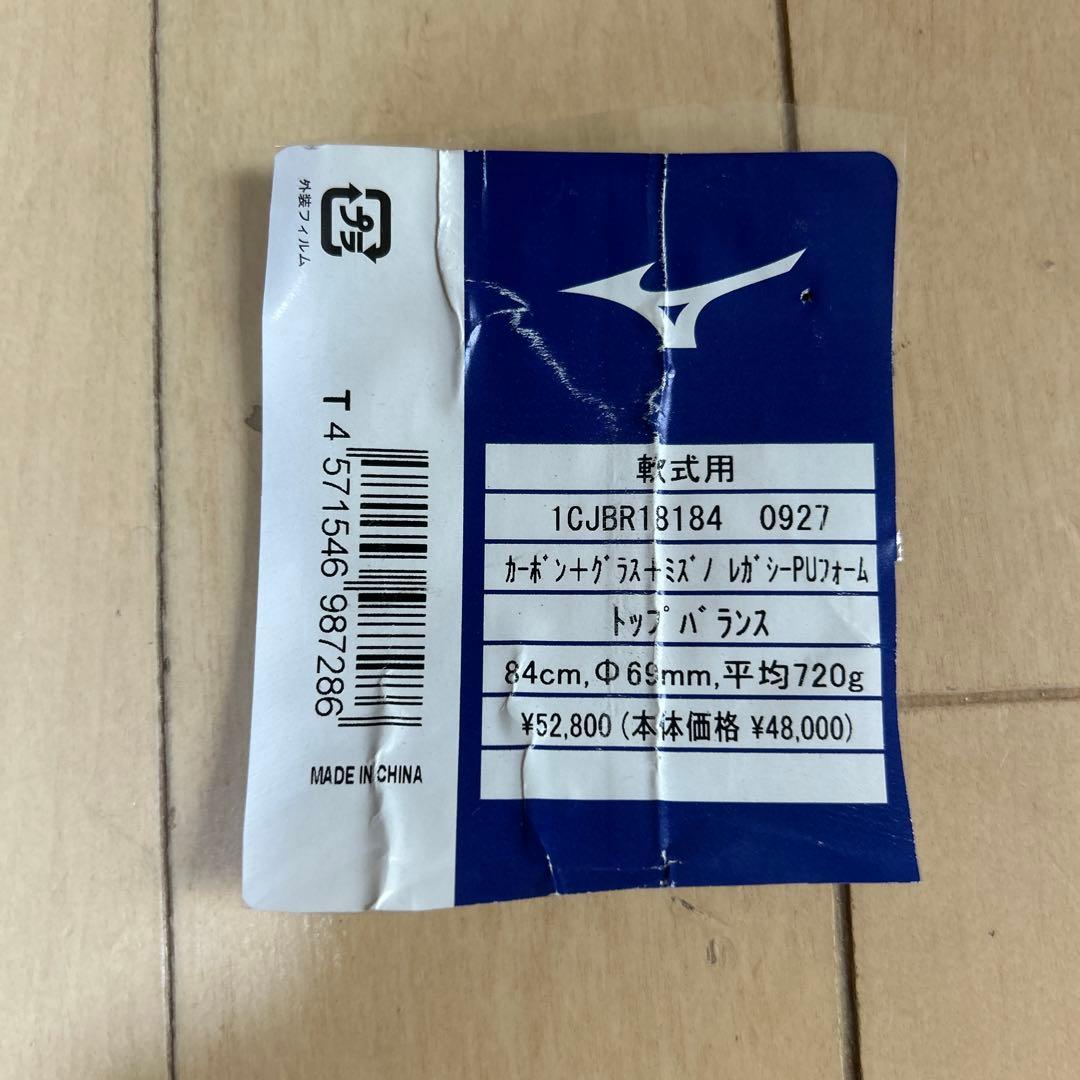 外装フィルム
プラ
T 4 571546 987286
MADE IN CHINA
軟式用
1CJBR18184 0927
ｶｰﾎﾞﾝ+ｸﾞﾗｽ+ﾐｽﾞﾉ ﾚｶﾞｼｰPUﾌｫｰﾑ
ﾄｯﾌﾟﾊﾞﾗﾝｽ
84cm,Φ69mm,平均720g
¥52,800(本体価格 ¥48,000)